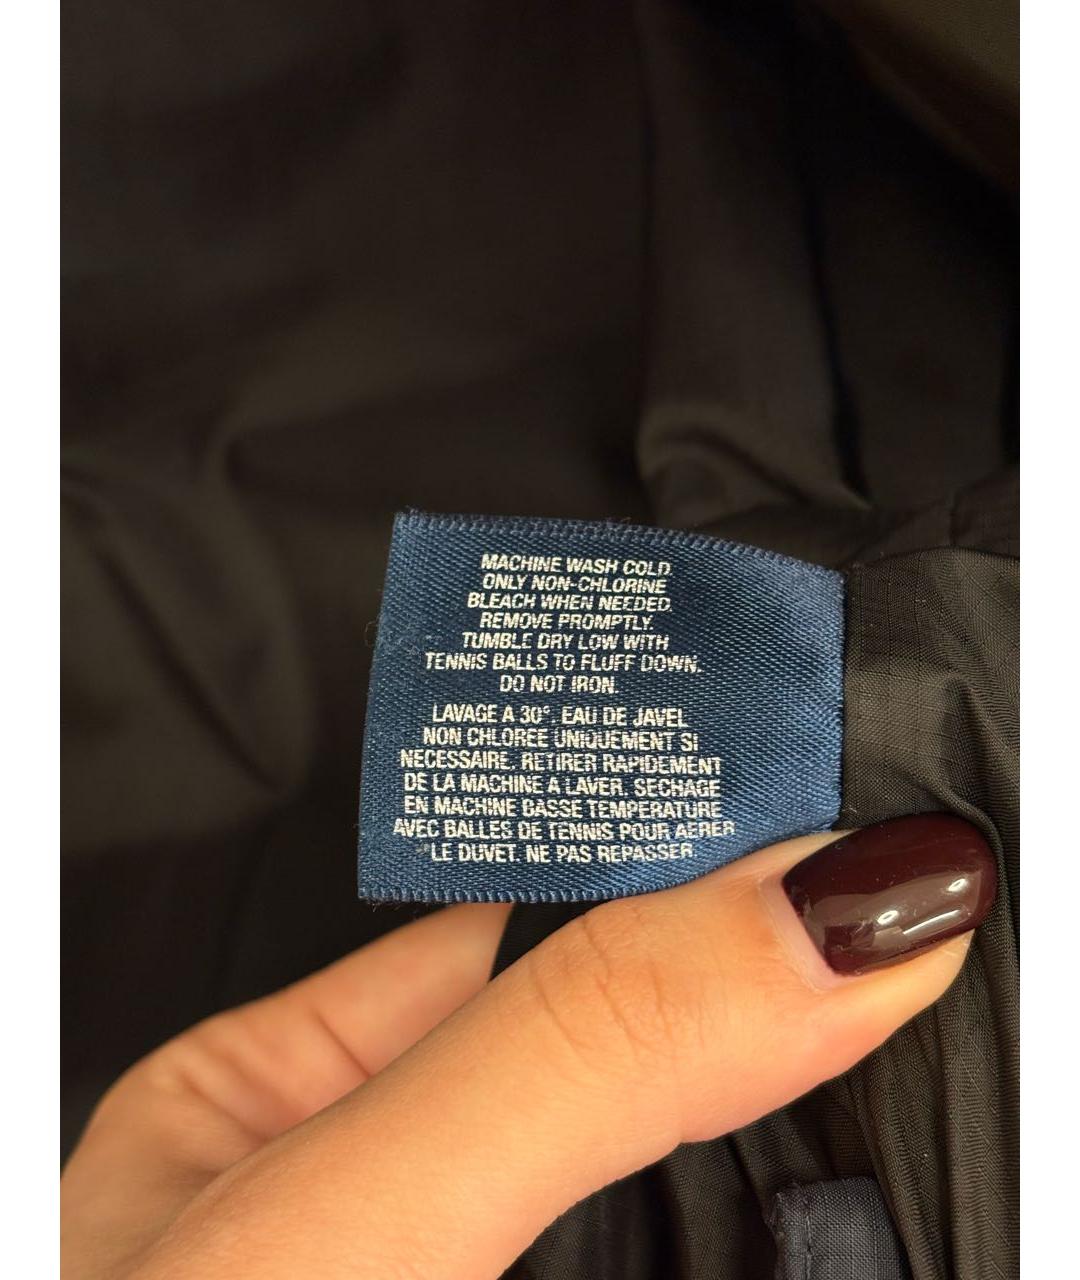 MACHINE WASH COLD.
ONLY NON-CHLORINE
BLEACH WHEN NEEDED.
REMOVE PROMPTLY.
TUMBLE DRY LOW WITH
TENNIS BALLS TO FLUFF DOWN.
DO NOT IRON.
LAVAGE A 30°. EAU DE JAVEL
NON CHLOREE UNIQUEMENT SI
NECESSAIRE. RETIRER RAPIDEMENT
DE LA MACHINE A LAVER. SECHAGE
EN MACHINE BASSE TEMPERATURE
AVEC BALLES DE TENNIS POUR AERER
LE DUVET. NE PAS REPASSER